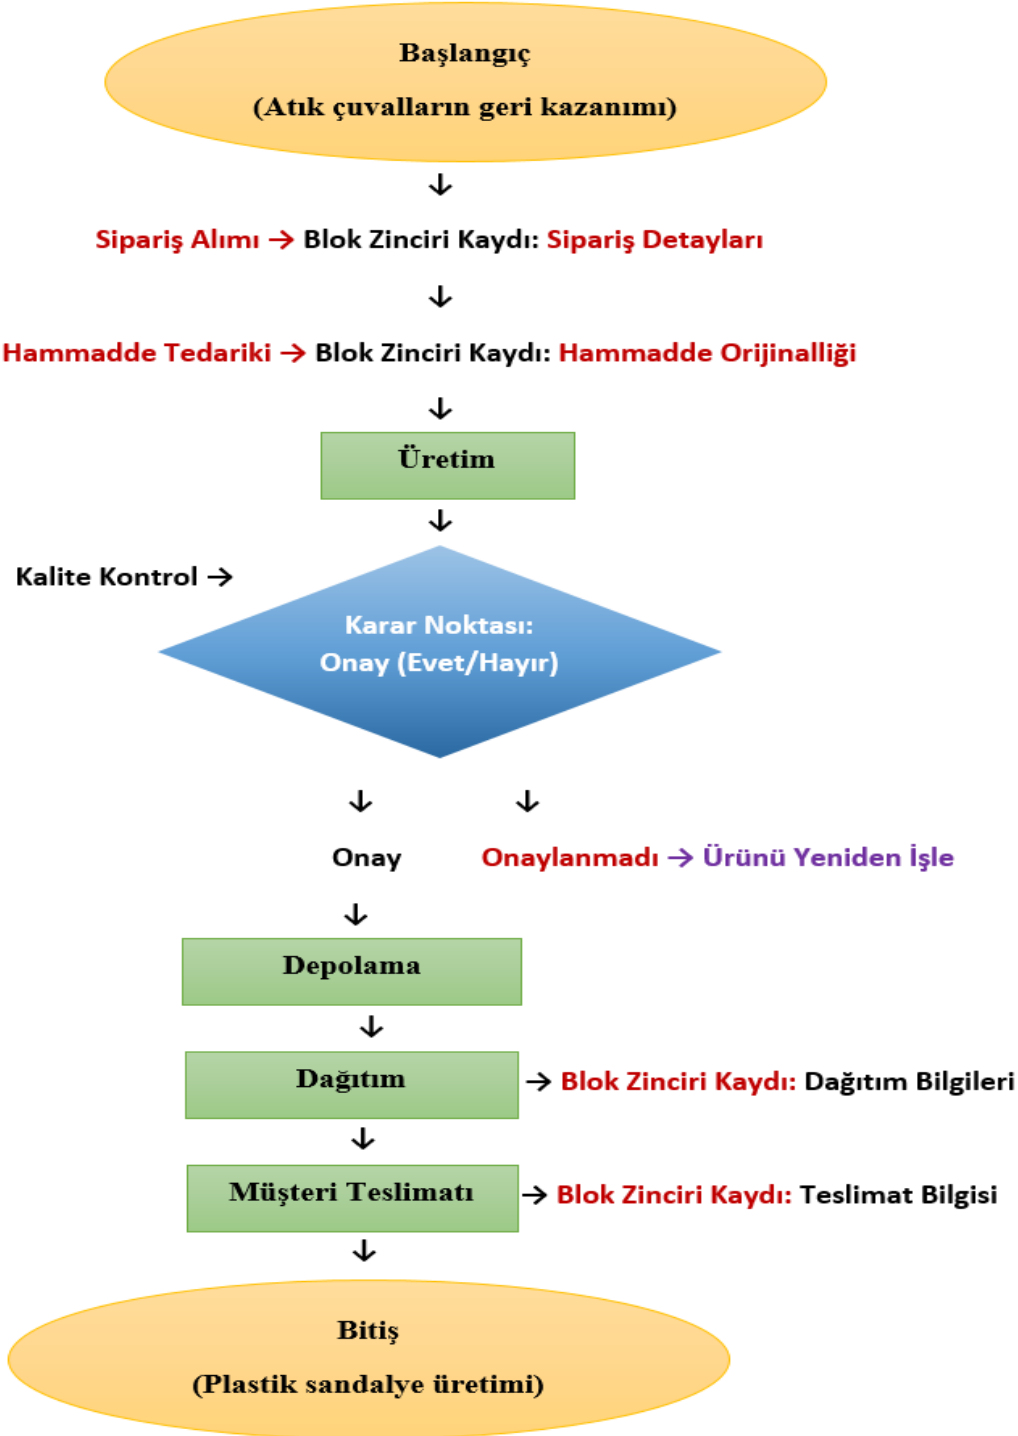 Başlangıç
(Atık çuvalların geri kazanımı)
↓
Sipariş Alımı → Blok Zinciri Kaydı: Sipariş Detayları
↓
Hammadde Tedariki → Blok Zinciri Kaydı: Hammadde Orijinalliği
↓
Üretim
↓
Kalite Kontrol →
Karar Noktası:
Onay (Evet/Hayır)
↓ ↓
Onay Onaylanmadı → Ürünü Yeniden İşle
↓
Depolama
↓
Dağıtım → Blok Zinciri Kaydı: Dağıtım Bilgileri
↓
Müşteri Teslimatı → Blok Zinciri Kaydı: Teslimat Bilgisi
↓
Bitiş
(Plastik sandalye üretimi)